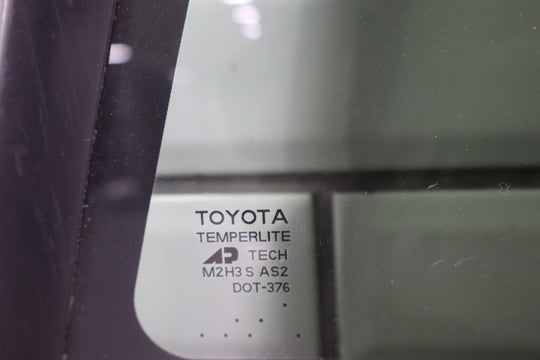 TOYOTA
TEMPERLITE
AP TECH
M2H3 S AS2
DOT-376